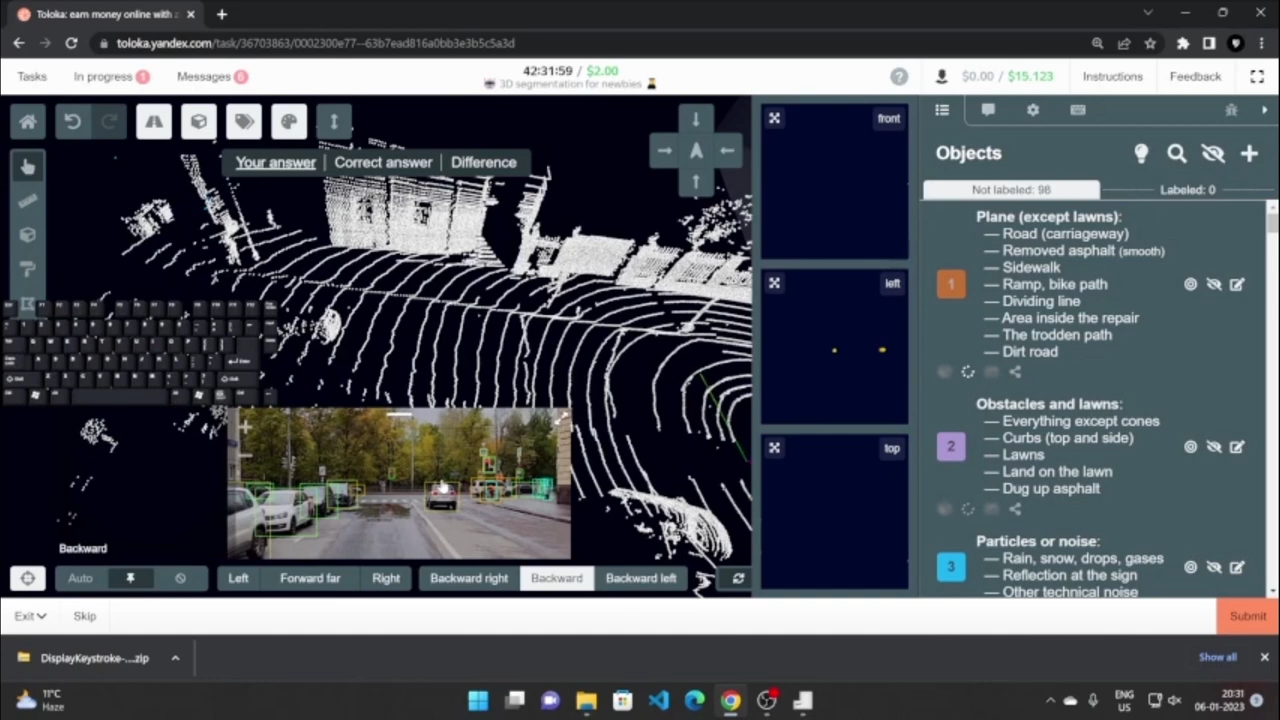 Toloka: earn money online with
toloka.yandex.com/task/36703863/0002300e77--63b7ead816a0bb3e3b5c5a3d
Tasks
In progress 1
Messages 6
42:31:59 / $2.00
3D segmentation for newbies
$0.00 / $15.123
Instructions
Feedback
Your answer | Correct answer | Difference
front
left
top
Objects
Not labeled: 98
Labeled: 0
1
Plane (except lawns):
— Road (carriageway)
— Removed asphalt (smooth)
— Sidewalk
— Ramp, bike path
— Dividing line
— Area inside the repair
— The trodden path
— Dirt road
2
Obstacles and lawns:
— Everything except cones
— Curbs (top and side)
— Lawns
— Land on the lawn
— Dug up asphalt
3
Particles or noise:
— Rain, snow, drops, gases
— Reflection at the sign
— Other technical noise
Backward
Auto
Left
Forward far
Right
Backward right
Backward
Backward left
Exit
Skip
Submit
DisplayKeystroke-....zip
Show all
11°C
Haze
ENG
US
20:31
06-01-2023